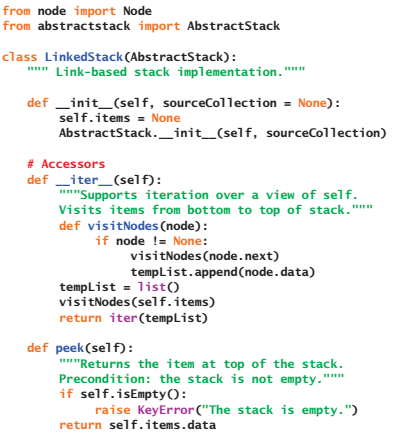 from node import Node
from abstractstack import AbstractStack
class LinkedStack(AbstractStack):
    """ Link-based stack implementation."""
    def __init__(self, sourceCollection = None):
        self.items = None
        AbstractStack.__init__(self, sourceCollection)
    # Accessors
    def __iter__(self):
        """Supports iteration over a view of self.
        Visits items from bottom to top of stack."""
        def visitNodes(node):
            if node != None:
                visitNodes(node.next)
                tempList.append(node.data)
        tempList = list()
        visitNodes(self.items)
        return iter(tempList)
    def peek(self):
        """Returns the item at top of the stack.
        Precondition: the stack is not empty."""
        if self.isEmpty():
            raise KeyError("The stack is empty.")
        return self.items.data